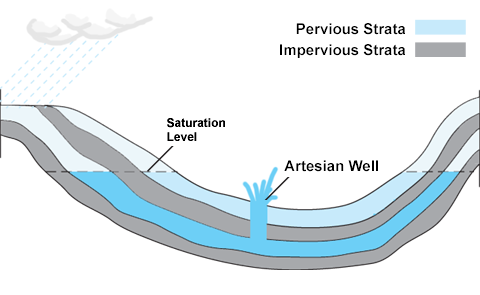 Pervious Strata
Impervious Strata
Saturation
Level
Artesian Well